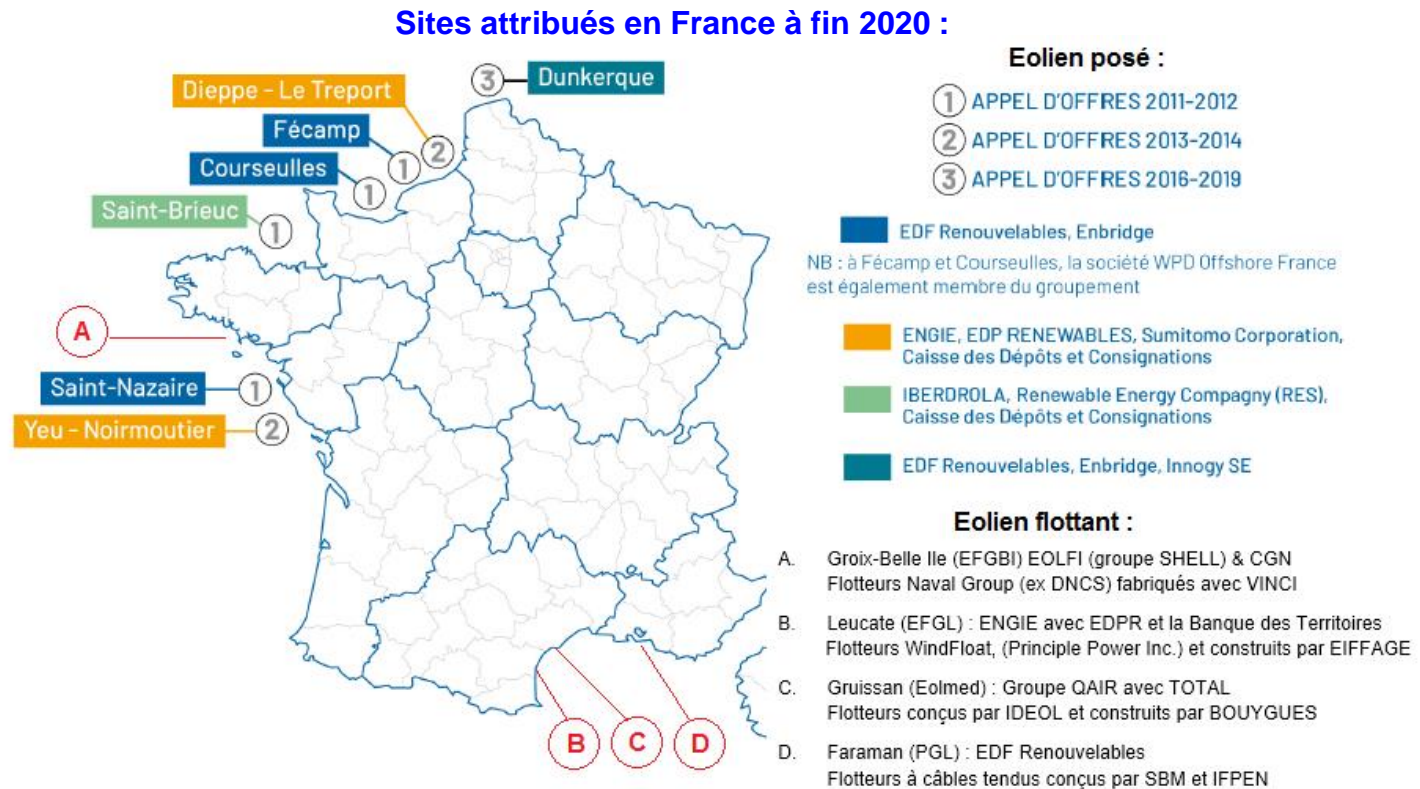 Sites attribués en France à fin 2020 :
Dieppe - Le Treport
3
Dunkerque
Fécamp
2
1
Courseulles
1
Saint-Brieuc
1
A
Saint-Nazaire
1
Yeu - Noirmoutier
2
B
C
D
Eolien posé :
1 APPEL D'OFFRES 2011-2012
2 APPEL D'OFFRES 2013-2014
3 APPEL D'OFFRES 2016-2019
EDF Renouvelables, Enbridge
NB : à Fécamp et Courseulles, la société WPD Offshore France
est également membre du groupement
ENGIE, EDP RENEWABLES, Sumitomo Corporation,
Caisse des Dépôts et Consignations
IBERDROLA, Renewable Energy Compagny (RES),
Caisse des Dépôts et Consignations
EDF Renouvelables, Enbridge, Innogy SE
Eolien flottant :
A. Groix-Belle Ile (EFGBI) EOLFI (groupe SHELL) & CGN
Flotteurs Naval Group (ex DNCS) fabriqués avec VINCI
B. Leucate (EFGL) : ENGIE avec EDPR et la Banque des Territoires
Flotteurs WindFloat, (Principle Power Inc.) et construits par EIFFAGE
C. Gruissan (Eolmed) : Groupe QAIR avec TOTAL
Flotteurs conçus par IDEOL et construits par BOUYGUES
D. Faraman (PGL) : EDF Renouvelables
Flotteurs à câbles tendus conçus par SBM et IFPEN